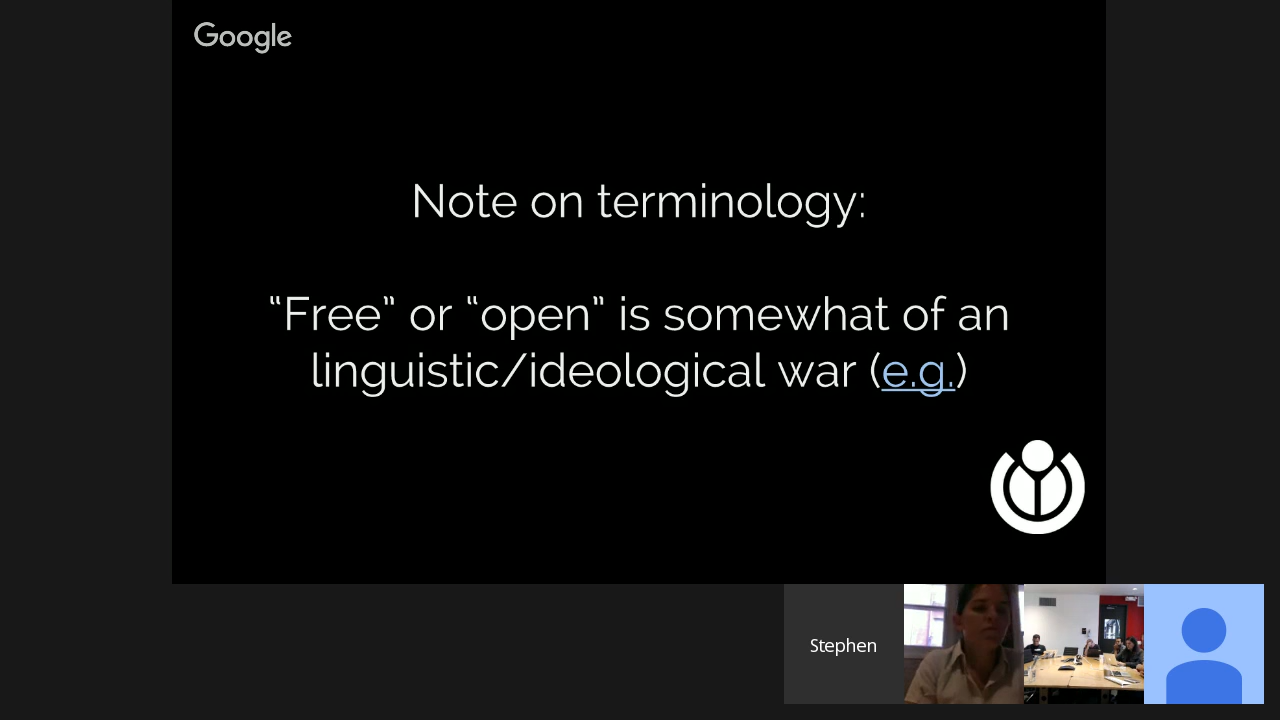 Google
Note on terminology:
“Free” or “open” is somewhat of an
linguistic/ideological war (e.g.)
Stephen